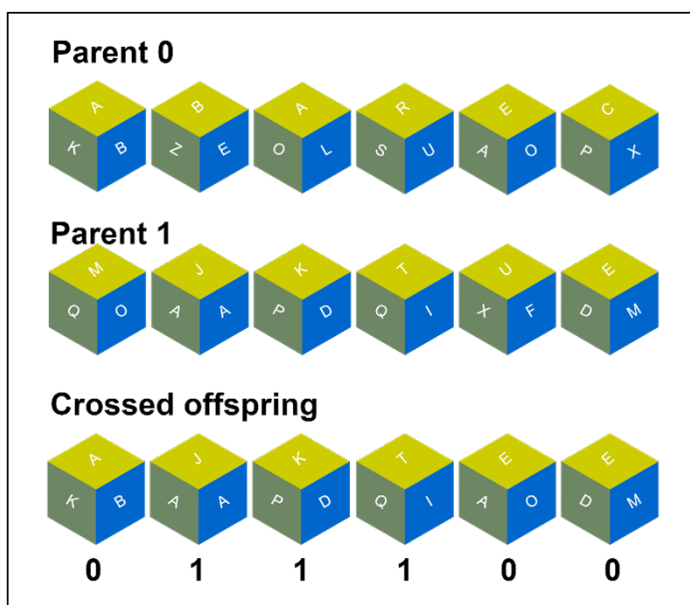 Parent 0
A B A R E C
K B Z E O L S U A O P X
Parent 1
M J K T U E
Q O A A P D Q I X F D M
Crossed offspring
A J K T E E
K B A A P D Q I A O D M
0 1 1 1 0 0